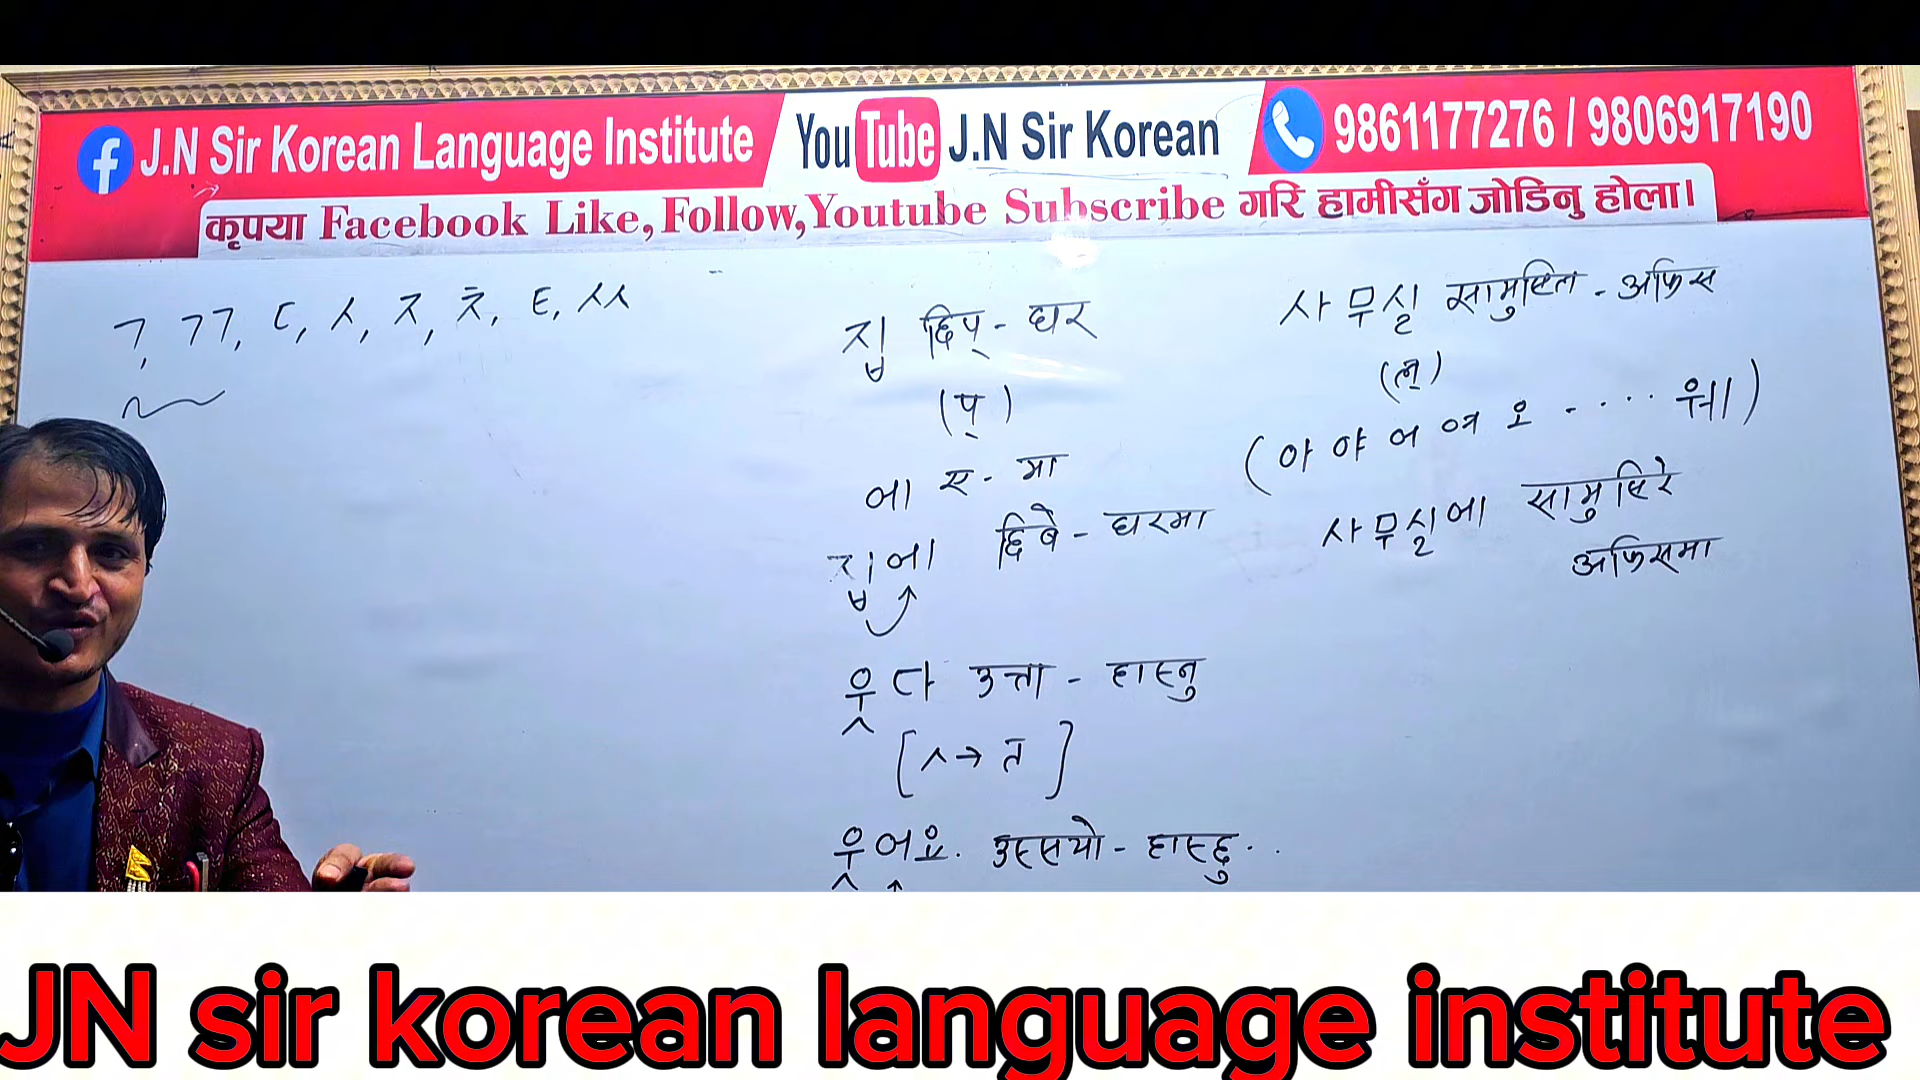 J.N Sir Korean Language Institute YouTube J.N Sir Korean 9861177276 / 9806917190
कृपया Facebook Like, Follow, Youtube Subscribe गरि हामीसँग जोडिनु होला।
ㄱ, ㄲ, ㄷ, ㅅ, ㅈ, ㅊ, ㅌ, ㅆ
집 छिप् - घर
(प्)
에 ए - मा
집에 छिबे - घरमा
웃다 उत्ता - हास्नु
[ㅅ → त]
웃어요. उस्सयो - हास्छु..
사무실 सामुसिल - अफिस
(ल्)
(아 야 어 여 오 - ... 웨)
사무실에 सामुसिरे
अफिसमा
JN sir korean language institute